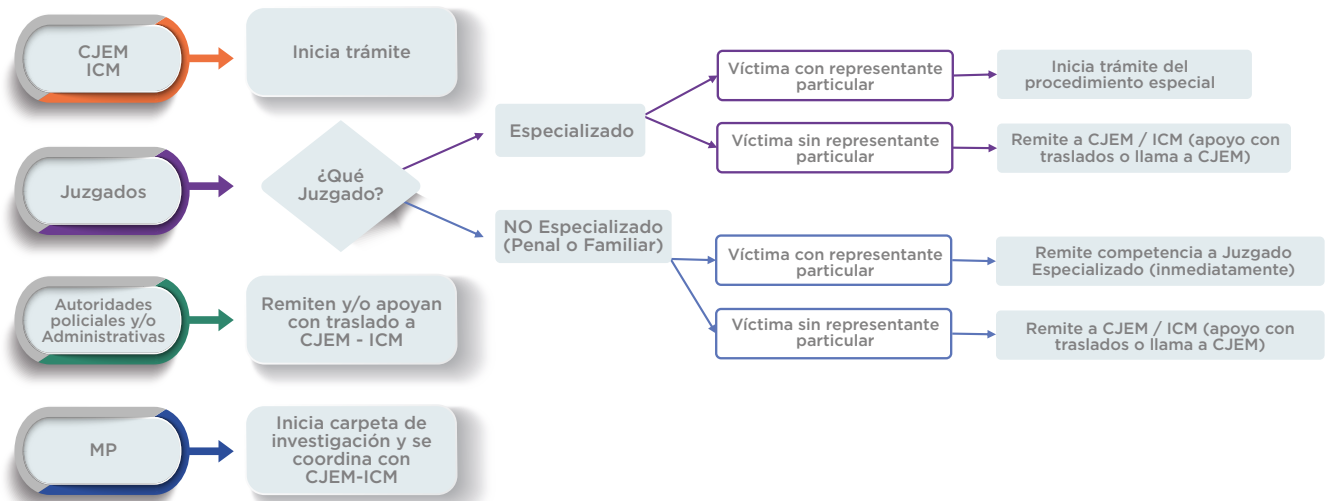 CJEM
ICM
Inicia trámite
Juzgados
¿Qué
Juzgado?
Especializado
Víctima con representante
particular
Inicia trámite del
procedimiento especial
Víctima sin representante
particular
Remite a CJEM / ICM (apoyo con
traslados o llama a CJEM)
NO Especializado
(Penal o Familiar)
Víctima con representante
particular
Remite competencia a Juzgado
Especializado (inmediatamente)
Víctima sin representante
particular
Remite a CJEM / ICM (apoyo con
traslados o llama a CJEM)
Autoridades
policiales y/o
Administrativas
Remiten y/o apoyan
con traslado a
CJEM - ICM
MP
Inicia carpeta de
investigación y se
coordina con
CJEM-ICM